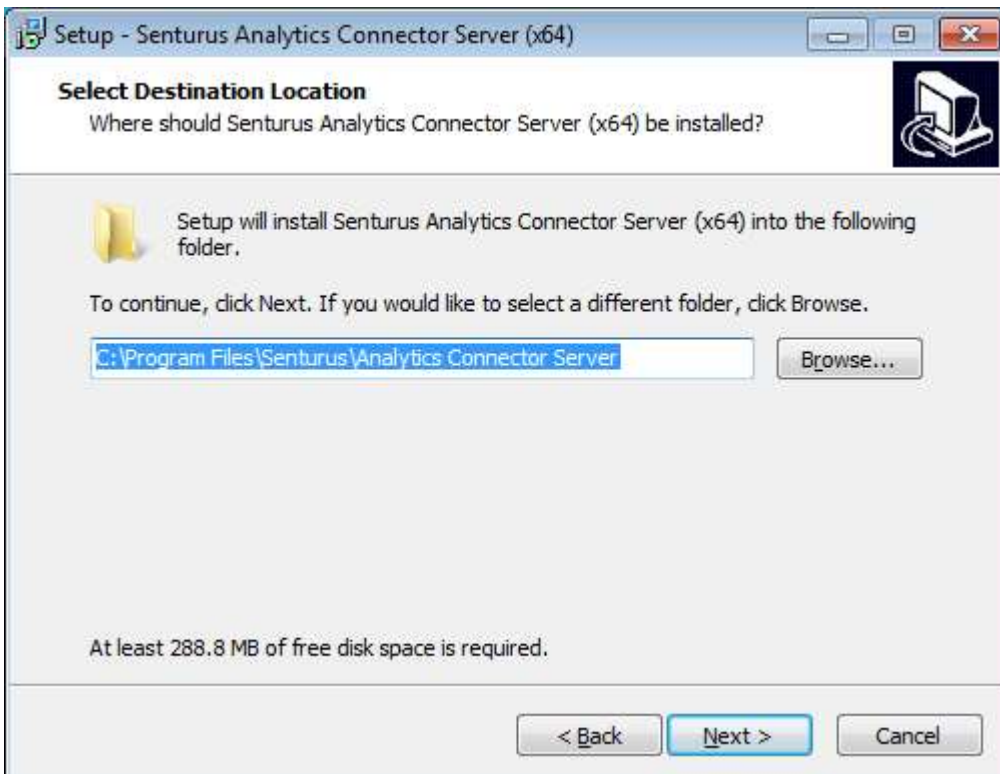 Setup - Senturus Analytics Connector Server (x64)
Select Destination Location
Where should Senturus Analytics Connector Server (x64) be installed?
Setup will install Senturus Analytics Connector Server (x64) into the following
folder.
To continue, click Next. If you would like to select a different folder, click Browse.
C:\Program Files\Senturus\Analytics Connector Server
Browse...
At least 288.8 MB of free disk space is required.
< Back
Next >
Cancel